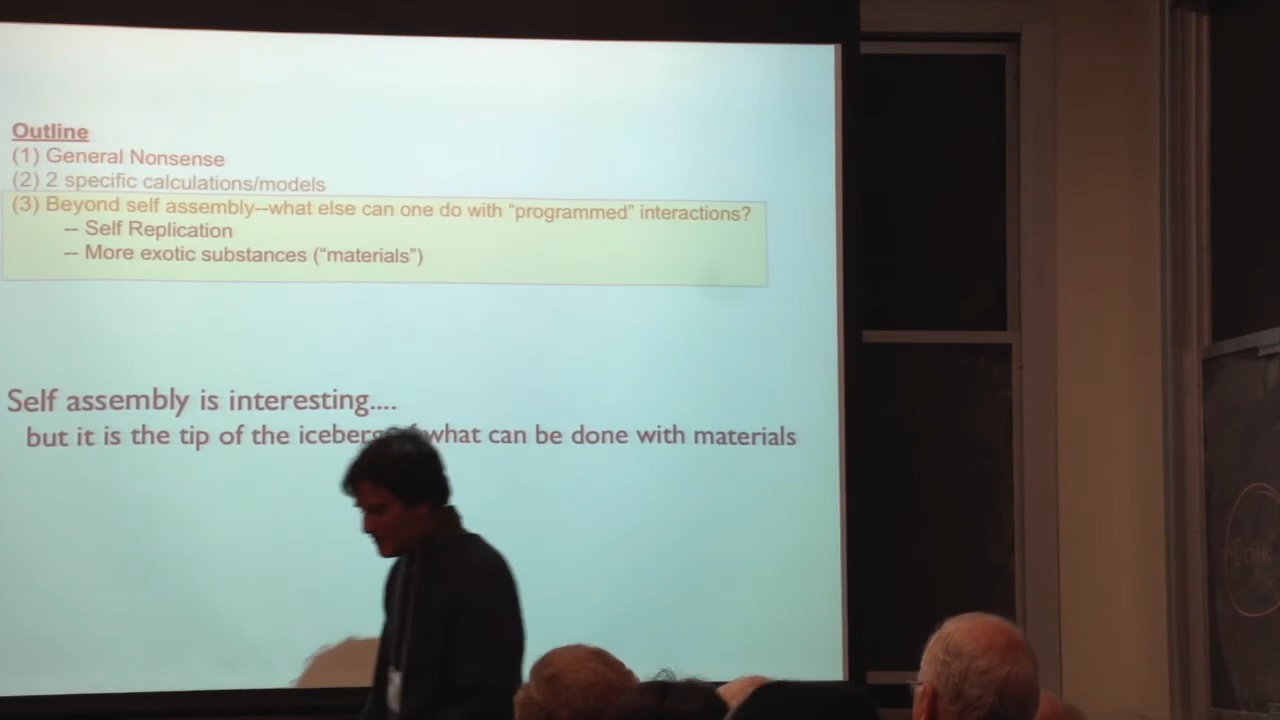 Outline
(1) General Nonsense
(2) 2 specific calculations/models
(3) Beyond self assembly--what else can one do with “programmed” interactions?
-- Self Replication
-- More exotic substances (“materials”)
Self assembly is interesting....
but it is the tip of the iceberg what can be done with materials